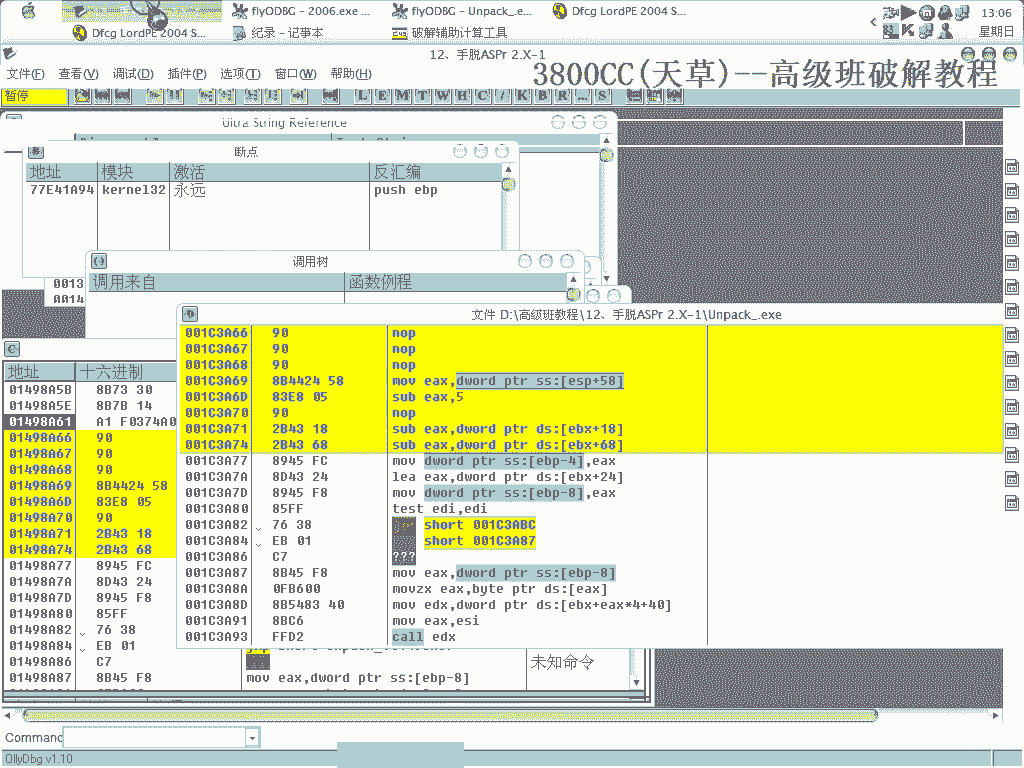 flyODBG - 2006.exe ...
flyODBG - Unpack_.e...
Dfcg LordPE 2004 S...
13:06
Dfcg LordPE 2004 S...
纪录 - 记事本
破解辅助计算工具
星期日
12、手脱ASPr 2.X-1
文件(F) 查看(V) 调试(D) 插件(P) 选项(T) 窗口(W) 帮助(H)
3800CC(天草)--高级班破解教程
暂停
L E M T W H C / K B R ... S
Ultra String Reference
断点
地址 模块 激活 反汇编
77E41A94 kernel32 永远 push ebp
调用树
0013
调用来自 函数例程
0014
文件 D:\高级班教程\12、手脱ASPr 2.X-1\Unpack_.exe
001C3A66 90 nop
001C3A67 90 nop
001C3A68 90 nop
001C3A69 8B4424 58 mov eax,dword ptr ss:[esp+58]
001C3A6D 83E8 05 sub eax,5
001C3A70 90 nop
001C3A71 2B43 18 sub eax,dword ptr ds:[ebx+18]
001C3A74 2B43 68 sub eax,dword ptr ds:[ebx+68]
001C3A77 8945 FC mov dword ptr ss:[ebp-4],eax
001C3A7A 8D43 24 lea eax,dword ptr ds:[ebx+24]
001C3A7D 8945 F8 mov dword ptr ss:[ebp-8],eax
001C3A80 85FF test edi,edi
001C3A82 76 38 short 001C3ABC
001C3A84 EB 01 short 001C3A87
001C3A86 C7 ???
001C3A87 8B45 F8 mov eax,dword ptr ss:[ebp-8]
001C3A8A 0FB600 movzx eax,byte ptr ds:[eax]
001C3A8D 8B5483 40 mov edx,dword ptr ds:[ebx+eax*4+40]
001C3A91 8BC6 mov eax,esi
001C3A93 FFD2 call edx
地址 十六进制
01498A5B 8B73 30
01498A5E 8B7B 14
01498A61 A1 F0374A0
01498A66 90
01498A67 90
01498A68 90
01498A69 8B4424 58
01498A6D 83E8 05
01498A70 90
01498A71 2B43 18
01498A74 2B43 68
01498A77 8945 FC
01498A7A 8D43 24
01498A7D 8945 F8
01498A80 85FF
01498A82 76 38
01498A84 EB 01
01498A86 C7 未知命令
01498A87 8B45 F8 mov eax,dword ptr ss:[ebp-8]
Command
OllyDbg v1.10